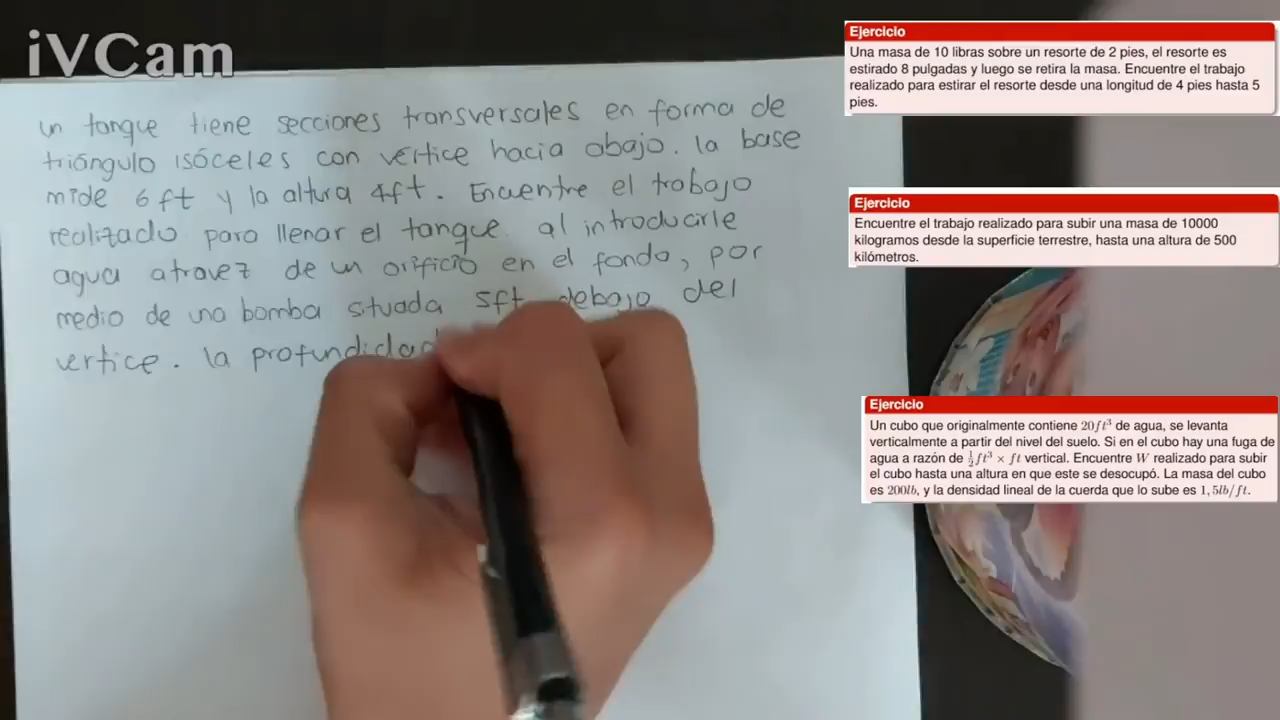 iVCam
un tanque tiene secciones transversales en forma de
triángulo isóceles con vértice hacia abajo. la base
mide 6 ft y la altura 4ft. Encuentre el trabajo
realizado para llenar el tanque al introducirle
agua atravez de un orificio en el fondo, por
medio de una bomba situada 5ft debajo del
vertice. la profundidad
Ejercicio
Una masa de 10 libras sobre un resorte de 2 pies, el resorte es
estirado 8 pulgadas y luego se retira la masa. Encuentre el trabajo
realizado para estirar el resorte desde una longitud de 4 pies hasta 5
pies.
Ejercicio
Encuentre el trabajo realizado para subir una masa de 10000
kilogramos desde la superficie terrestre, hasta una altura de 500
kilómetros.
Ejercicio
Un cubo que originalmente contiene 20ft³ de agua, se levanta
verticalmente a partir del nivel del suelo. Si en el cubo hay una fuga de
agua a razón de ½ft³ × ft vertical. Encuentre W realizado para subir
el cubo hasta una altura en que este se desocupó. La masa del cubo
es 200lb, y la densidad lineal de la cuerda que lo sube es 1,5lb/ft.